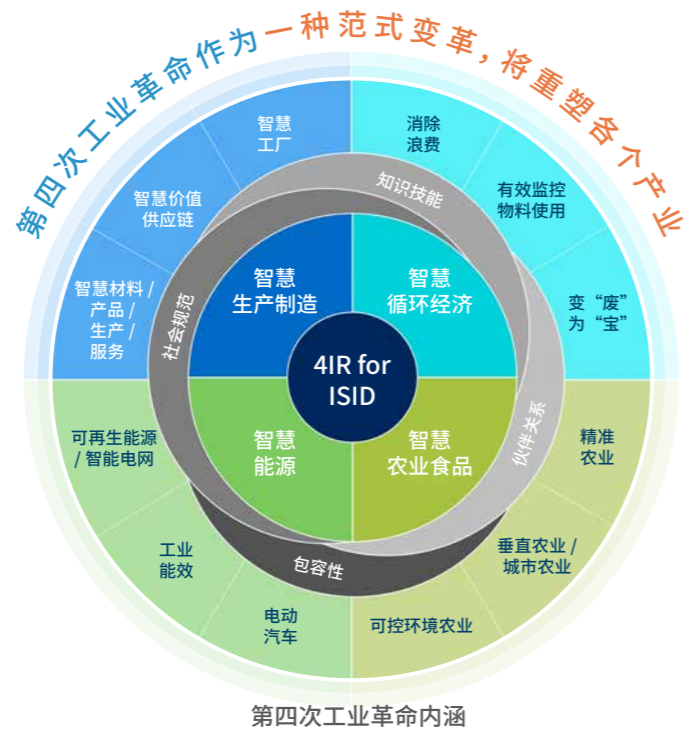 第四次工业革命作为一种范式变革，将重塑各个产业
智慧
工厂
消除
浪费
智慧价值
供应链
知识技能
有效监控
物料使用
智慧材料 /
产品 /
生产 /
服务
社会规范
智慧
生产制造
智慧
循环经济
变“废”
为“宝”
4IR for
ISID
可再生能源
/ 智能电网
智慧
能源
智慧
农业食品
伙伴关系
精准
农业
工业
能效
包容性
垂直农业 /
城市农业
电动
汽车
可控环境农业
第四次工业革命内涵